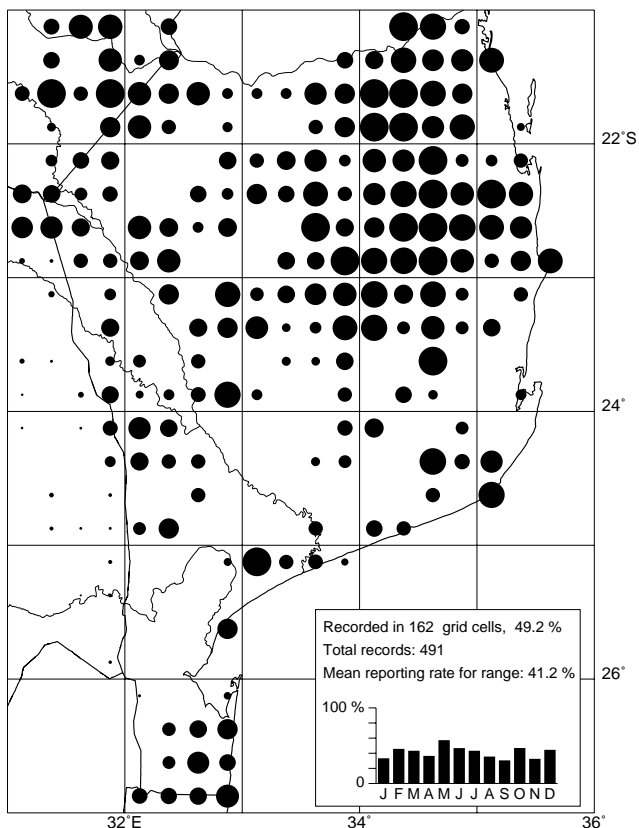 22°S
24°
Recorded in 162 grid cells, 49.2 %
Total records: 491
Mean reporting rate for range: 41.2 %
26°
100 %
0
J F M A M J J A S O N D
32°E 34° 36°